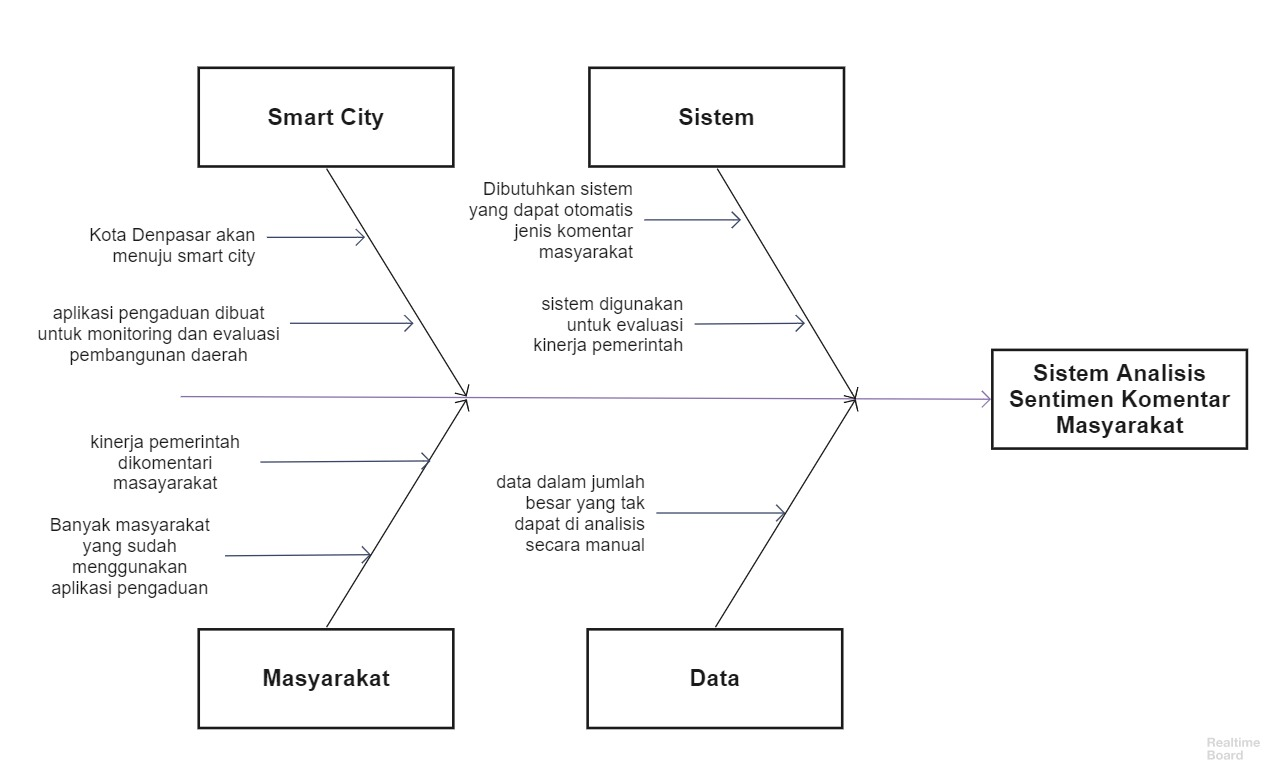 Smart City
Sistem
Dibutuhkan sistem
yang dapat otomatis
jenis komentar
masyarakat
Kota Denpasar akan
menuju smart city
aplikasi pengaduan dibuat
untuk monitoring dan evaluasi
pembangunan daerah
sistem digunakan
untuk evaluasi
kinerja pemerintah
Sistem Analisis
Sentimen Komentar
Masyarakat
kinerja pemerintah
dikomentari
masayarakat
Banyak masyarakat
yang sudah
menggunakan
aplikasi pengaduan
data dalam jumlah
besar yang tak
dapat di analisis
secara manual
Masyarakat
Data
Realtime
Board